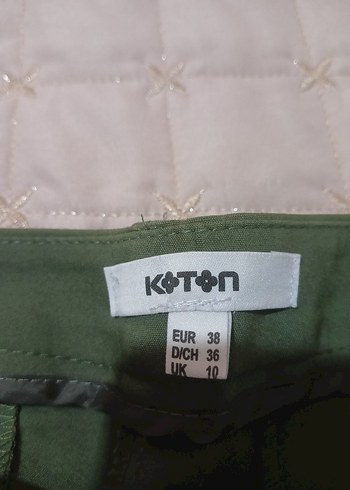 KOTON
EUR 38
D/CH 36
UK 10